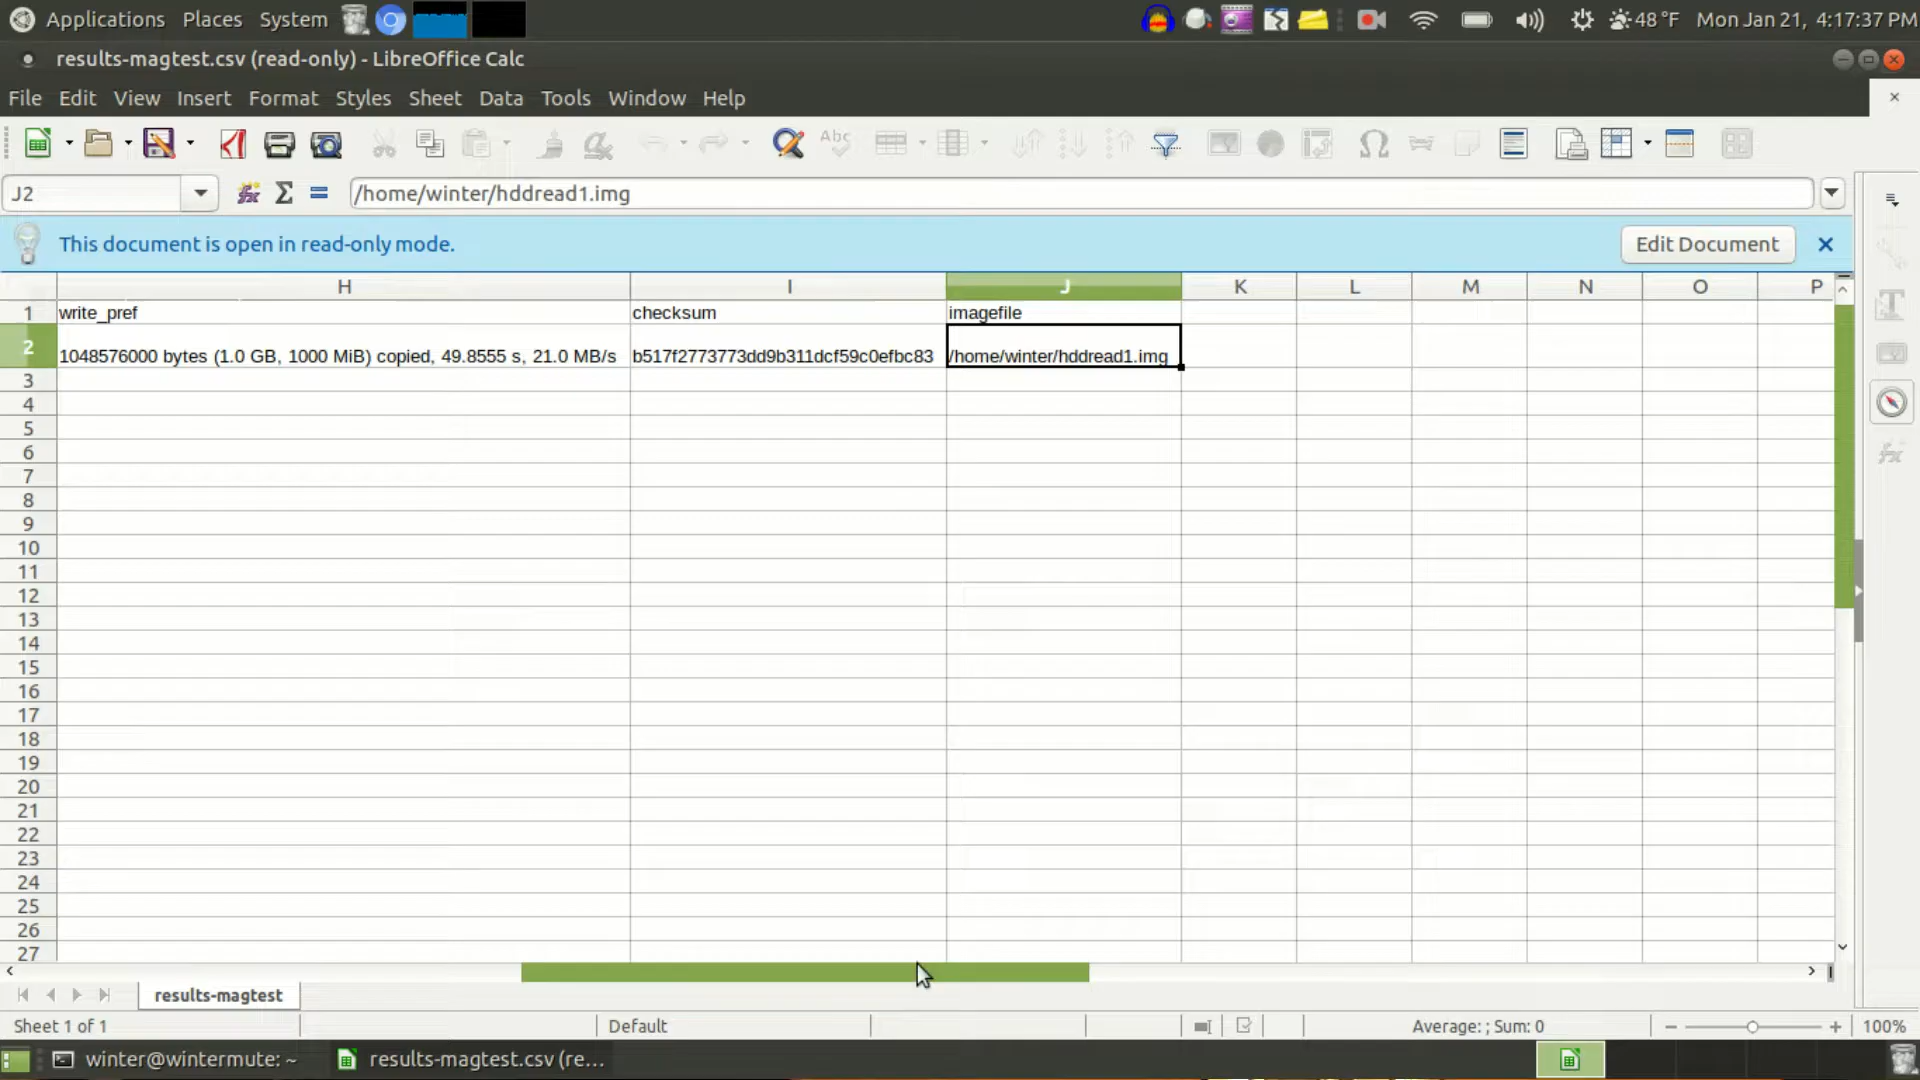 Applications Places System 48 °F Mon Jan 21, 4:17:37 PM
results-magtest.csv (read-only) - LibreOffice Calc
File Edit View Insert Format Styles Sheet Data Tools Window Help
Abc
J2 /home/winter/hddread1.img
This document is open in read-only mode. Edit Document
H I J K L M N O P
1 write_pref checksum imagefile
2 1048576000 bytes (1.0 GB, 1000 MiB) copied, 49.8555 s, 21.0 MB/s b517f2773773dd9b311dcf59c0efbc83 /home/winter/hddread1.img
3
4
5
6
7
8
9
10
11
12
13
14
15
16
17
18
19
20
21
22
23
24
25
26
27
results-magtest
Sheet 1 of 1 Default Average: ; Sum: 0 100%
winter@wintermute: ~ results-magtest.csv (re...